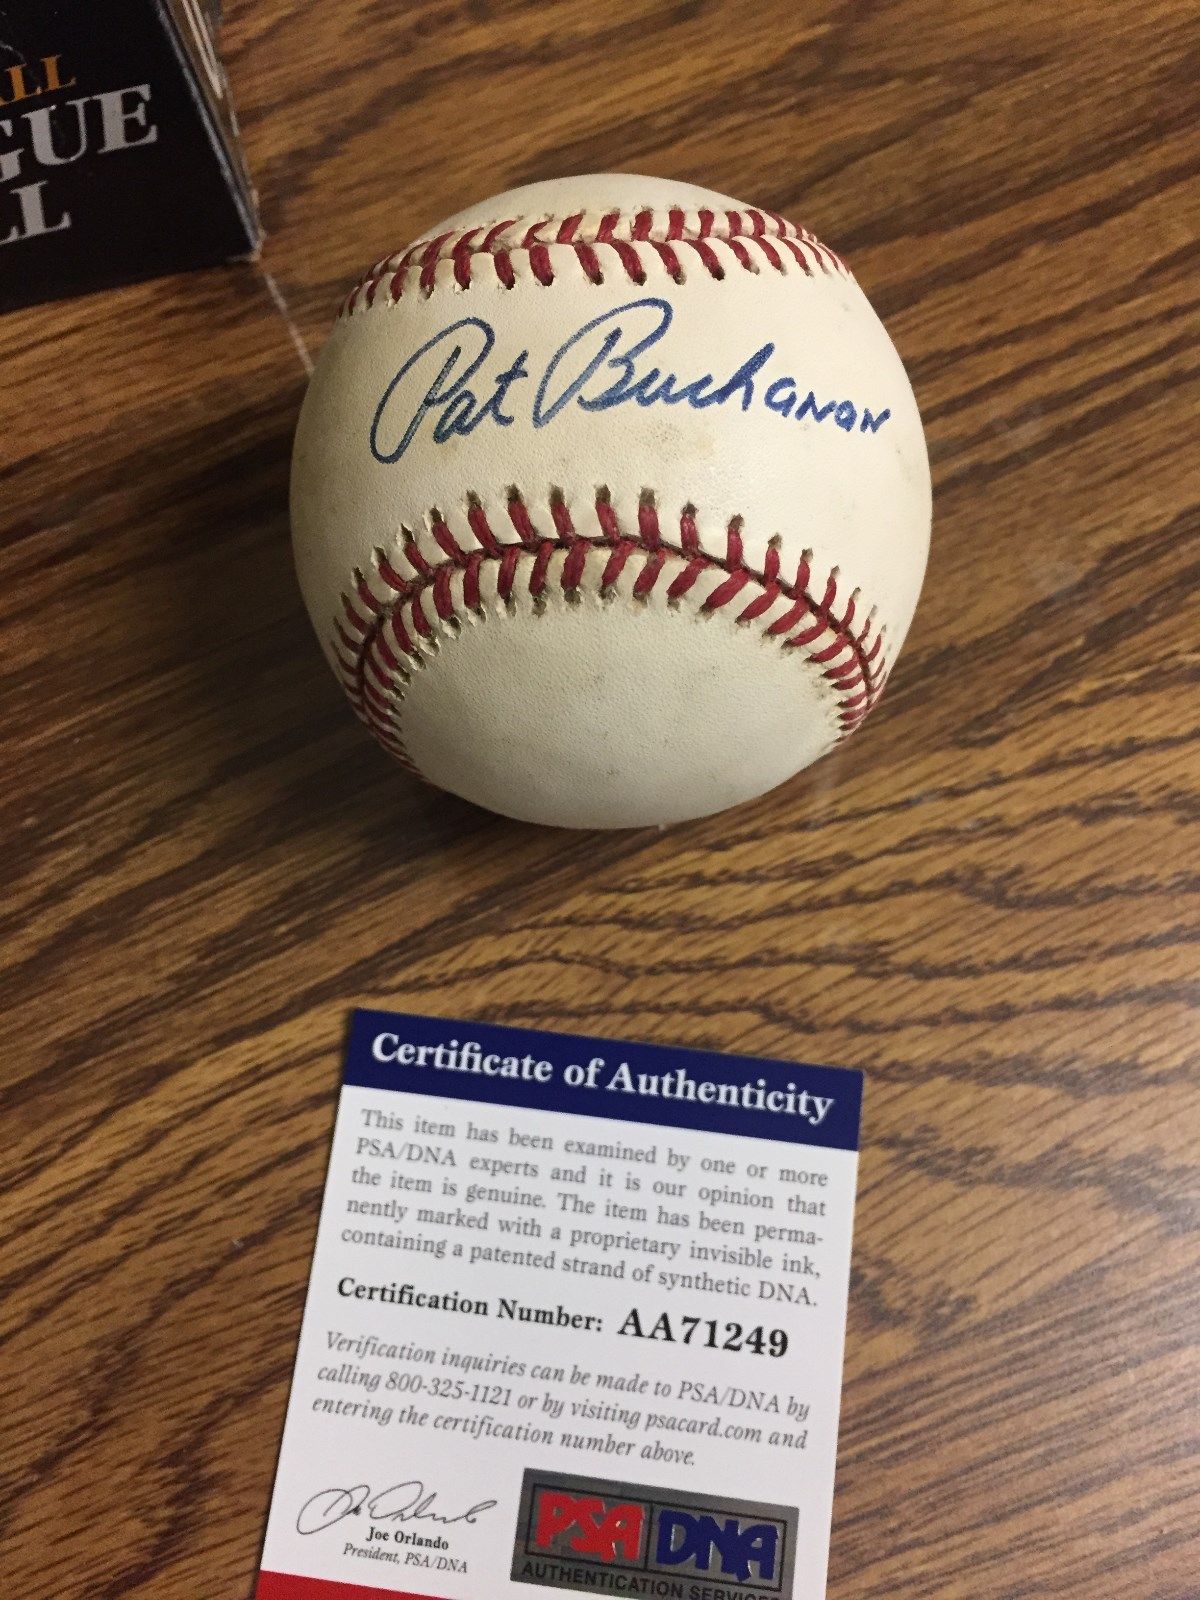 ALL
GUE
LL
Pat Buchanan
Certificate of Authenticity
This item has been examined by one or more
PSA/DNA experts and it is our opinion that
the item is genuine. The item has been perma-
nently marked with a proprietary invisible ink,
containing a patented strand of synthetic DNA.
Certification Number: AA71249
Verification inquiries can be made to PSA/DNA by
calling 800-325-1121 or by visiting psacard.com and
entering the certification number above.
Joe Orlando
President, PSA/DNA
PSA DNA
AUTHENTICATION SERVICES